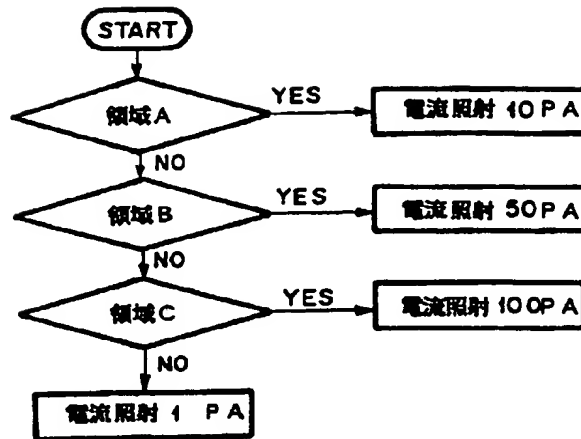 START
領域A
YES
電流照射 10PA
NO
領域B
YES
電流照射 50PA
NO
領域C
YES
電流照射 100PA
NO
電流照射 1 PA